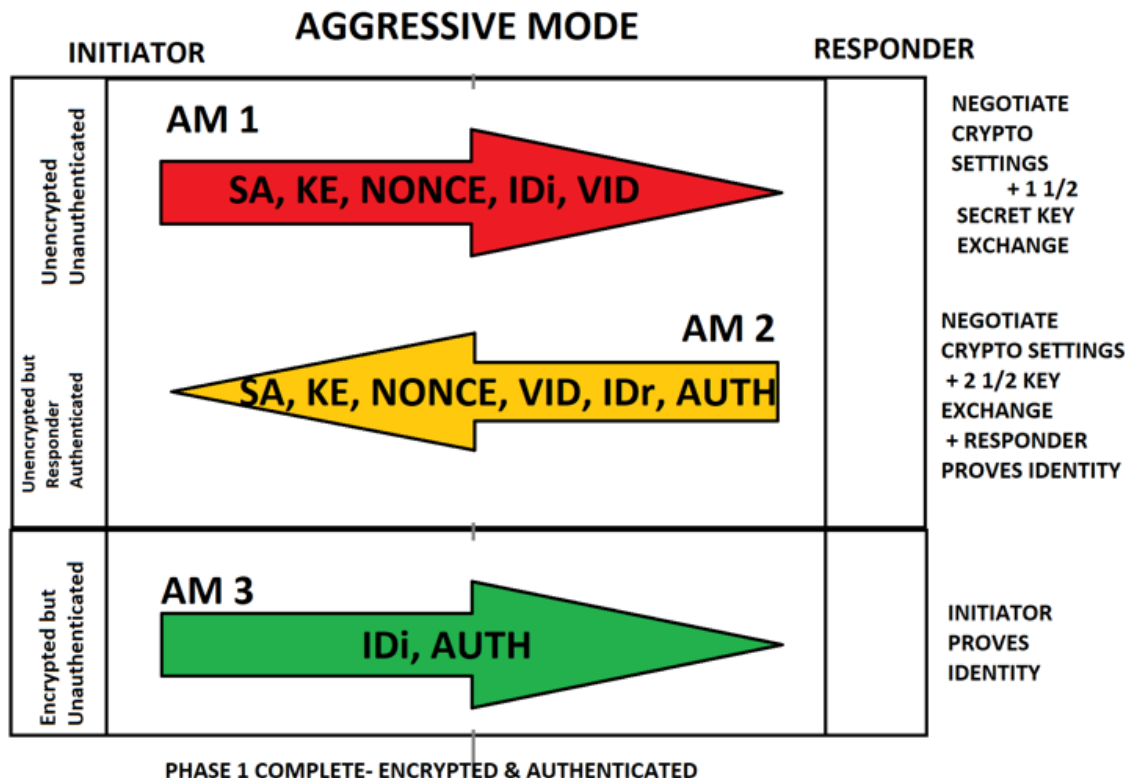 AGGRESSIVE MODE
INITIATOR
RESPONDER
Unencrypted
Unanuthenticated
AM 1
SA, KE, NONCE, IDi, VID
NEGOTIATE
CRYPTO
SETTINGS
+ 1 1/2
SECRET KEY
EXCHANGE
Unencrypted but
Responder
Authenticated
AM 2
SA, KE, NONCE, VID, IDr, AUTH
NEGOTIATE
CRYPTO SETTINGS
+ 2 1/2 KEY
EXCHANGE
+ RESPONDER
PROVES IDENTITY
Encrypted but
Unauthenticated
AM 3
IDi, AUTH
INITIATOR
PROVES
IDENTITY
PHASE 1 COMPLETE- ENCRYPTED & AUTHENTICATED